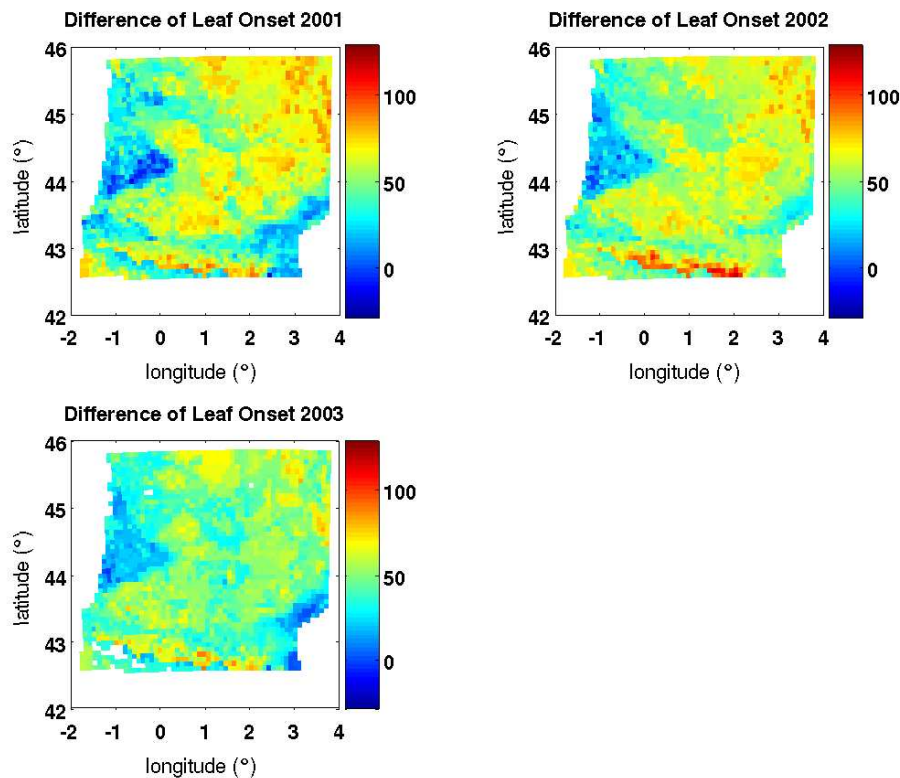 Difference of Leaf Onset 2001
46
45
44
43
42
-2 -1 0 1 2 3 4
latitude (°)
longitude (°)
100
50
0
Difference of Leaf Onset 2002
46
45
44
43
42
-2 -1 0 1 2 3 4
latitude (°)
longitude (°)
100
50
0
Difference of Leaf Onset 2003
46
45
44
43
42
-2 -1 0 1 2 3 4
latitude (°)
longitude (°)
100
50
0